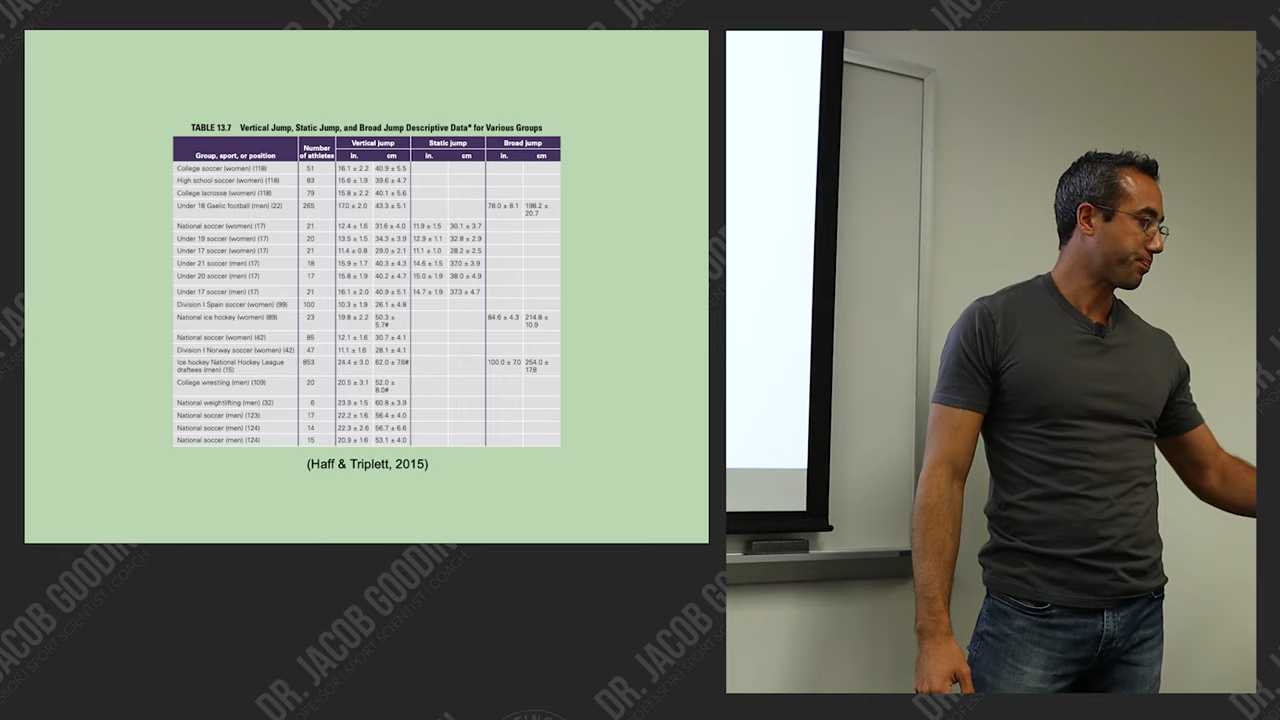 TABLE 13.7 Vertical Jump, Static Jump, and Broad Jump Descriptive Data* for Various Groups
Group, sport, or position Number of athletes Vertical jump Static jump Broad jump
in. cm in. cm in. cm
College soccer (women) (118) 51 16.1 ± 2.2 40.9 ± 5.5
High school soccer (women) (118) 83 15.6 ± 1.9 39.6 ± 4.7
College lacrosse (women) (118) 79 15.8 ± 2.2 40.1 ± 5.6
Under 18 Gaelic football (men) (22) 265 17.0 ± 2.0 43.3 ± 5.1 78.0 ± 8.1 198.2 ± 20.7
National soccer (women) (17) 21 12.4 ± 1.6 31.6 ± 4.0 11.9 ± 1.5 30.1 ± 3.7
Under 19 soccer (women) (17) 20 13.5 ± 1.5 34.3 ± 3.9 12.9 ± 1.1 32.8 ± 2.9
Under 17 soccer (women) (17) 21 11.4 ± 0.8 29.0 ± 2.1 11.1 ± 1.0 28.2 ± 2.5
Under 21 soccer (men) (17) 18 15.9 ± 1.7 40.3 ± 4.3 14.6 ± 1.5 37.0 ± 3.9
Under 20 soccer (men) (17) 17 15.8 ± 1.9 40.2 ± 4.7 15.0 ± 1.9 38.0 ± 4.9
Under 17 soccer (men) (17) 21 16.1 ± 2.0 40.9 ± 5.1 14.7 ± 1.9 37.3 ± 4.7
Division I Spain soccer (women) (99) 100 10.3 ± 1.9 26.1 ± 4.8
National ice hockey (women) (89) 23 19.8 ± 2.2 50.3 ± 5.7# 84.6 ± 4.3 214.8 ± 10.9
National soccer (women) (42) 85 12.1 ± 1.6 30.7 ± 4.1
Division I Norway soccer (women) (42) 47 11.1 ± 1.6 28.1 ± 4.1
Ice hockey National Hockey League draftees (men) (15) 853 24.4 ± 3.0 62.0 ± 7.6# 100.0 ± 7.0 254.0 ± 17.8
College wrestling (men) (109) 20 20.5 ± 3.1 52.0 ± 8.0#
National weightlifting (men) (32) 6 23.9 ± 1.5 60.8 ± 3.9
National soccer (men) (123) 17 22.2 ± 1.6 56.4 ± 4.0
National soccer (men) (124) 14 22.3 ± 2.6 56.7 ± 6.6
National soccer (men) (124) 15 20.9 ± 1.6 53.1 ± 4.0
(Haff & Triplett, 2015)
DR. JACOB GOODIN
PROFESSOR | SPORT SCIENTIST | COACH